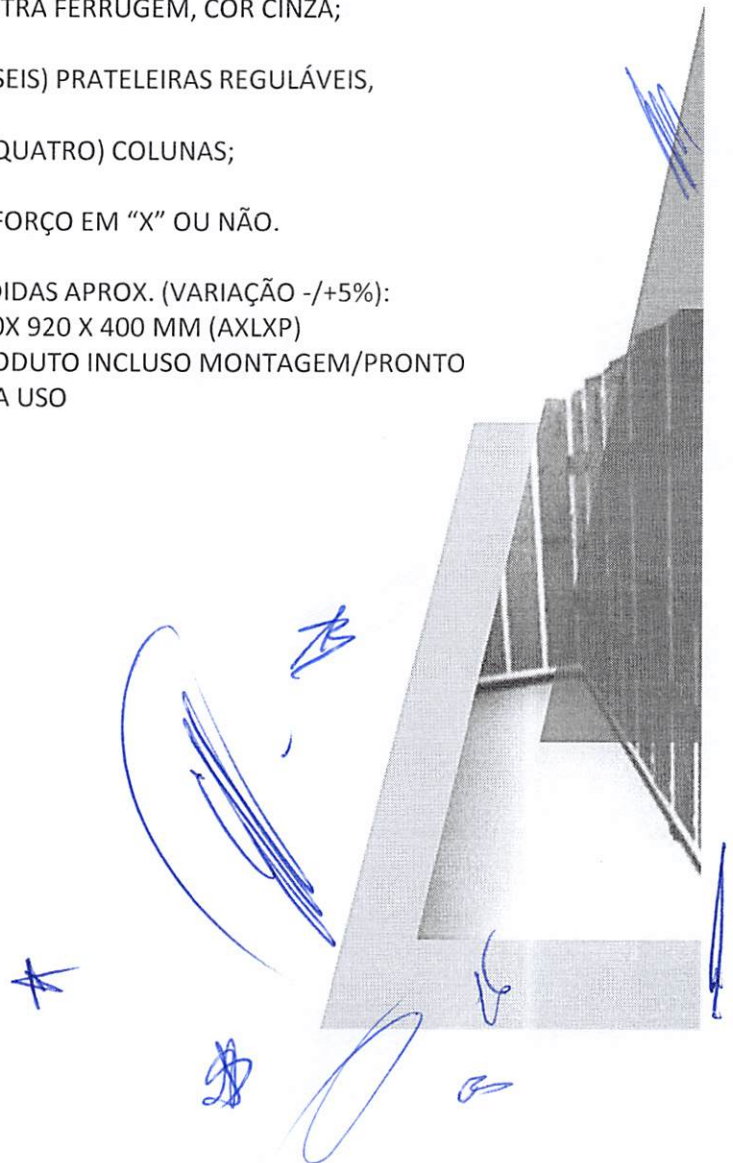 TRA FERRUGEM, COR CINZA;
SEIS) PRATELEIRAS REGULÁVEIS,
QUATRO) COLUNAS;
FORÇO EM “X” OU NÃO.
DIDAS APROX. (VARIAÇÃO -/+5%):
0X 920 X 400 MM (AXLXP)
ODUTO INCLUSO MONTAGEM/PRONTO
A USO